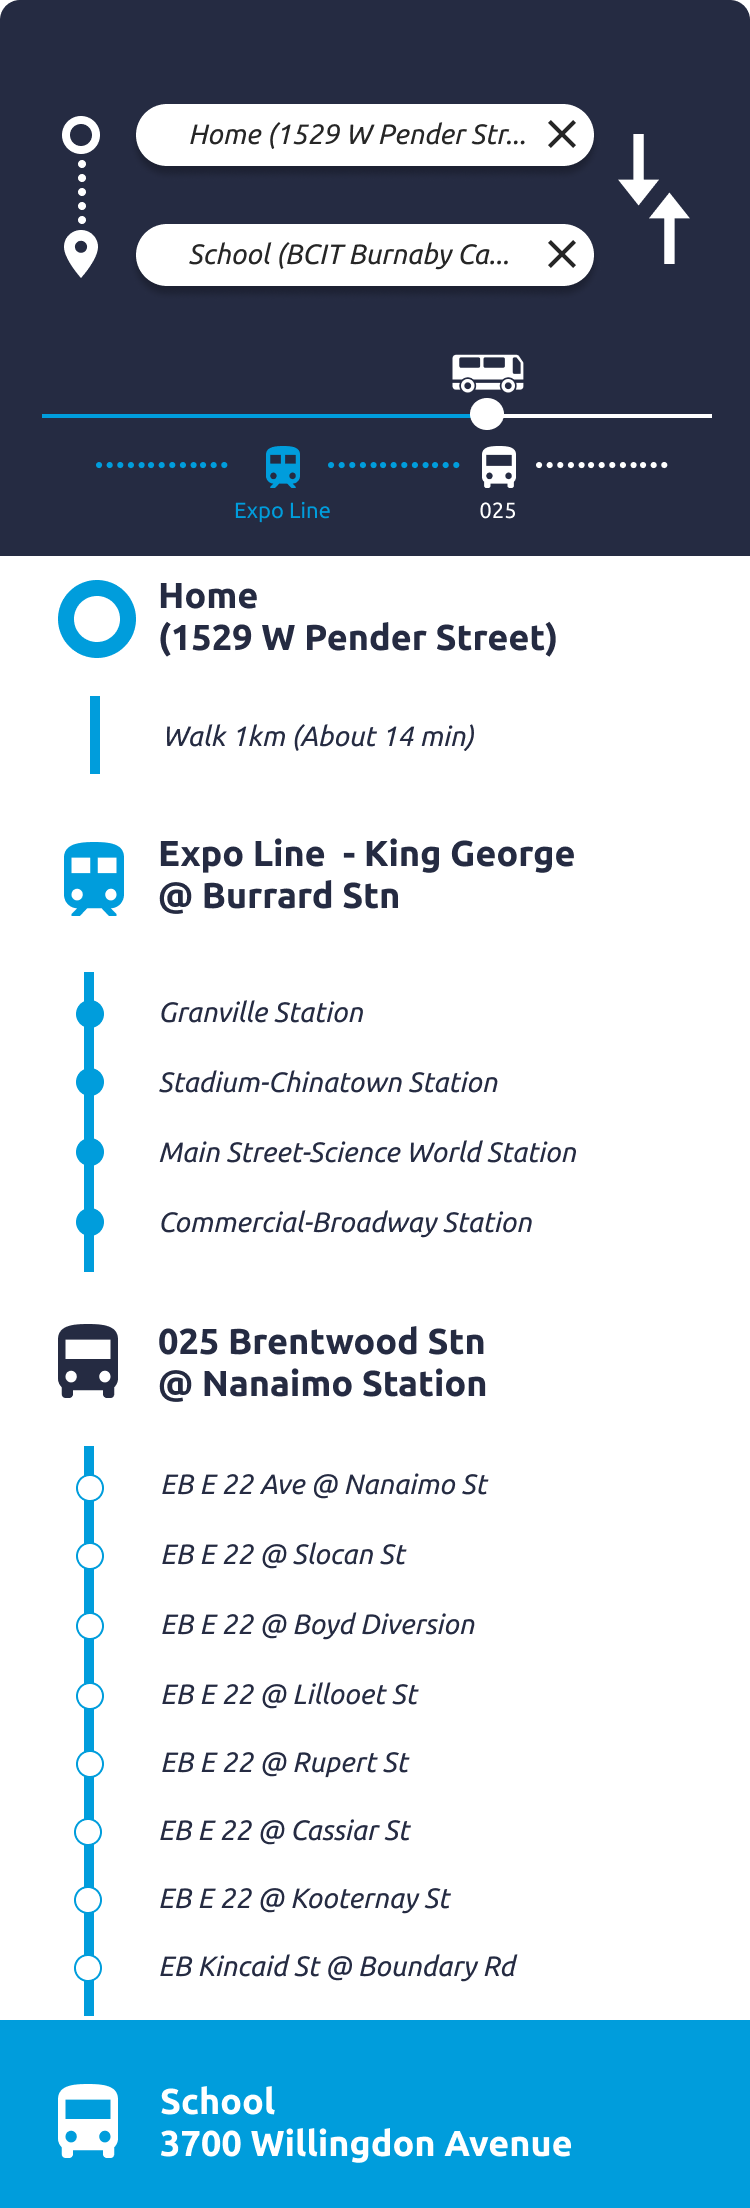 Home (1529 W Pender Str...
School (BCIT Burnaby Ca...
Expo Line
025
Home
(1529 W Pender Street)
Walk 1km (About 14 min)
Expo Line - King George
@ Burrard Stn
Granville Station
Stadium-Chinatown Station
Main Street-Science World Station
Commercial-Broadway Station
025 Brentwood Stn
@ Nanaimo Station
EB E 22 Ave @ Nanaimo St
EB E 22 @ Slocan St
EB E 22 @ Boyd Diversion
EB E 22 @ Lillooet St
EB E 22 @ Rupert St
EB E 22 @ Cassiar St
EB E 22 @ Kooternay St
EB Kincaid St @ Boundary Rd
School
3700 Willingdon Avenue